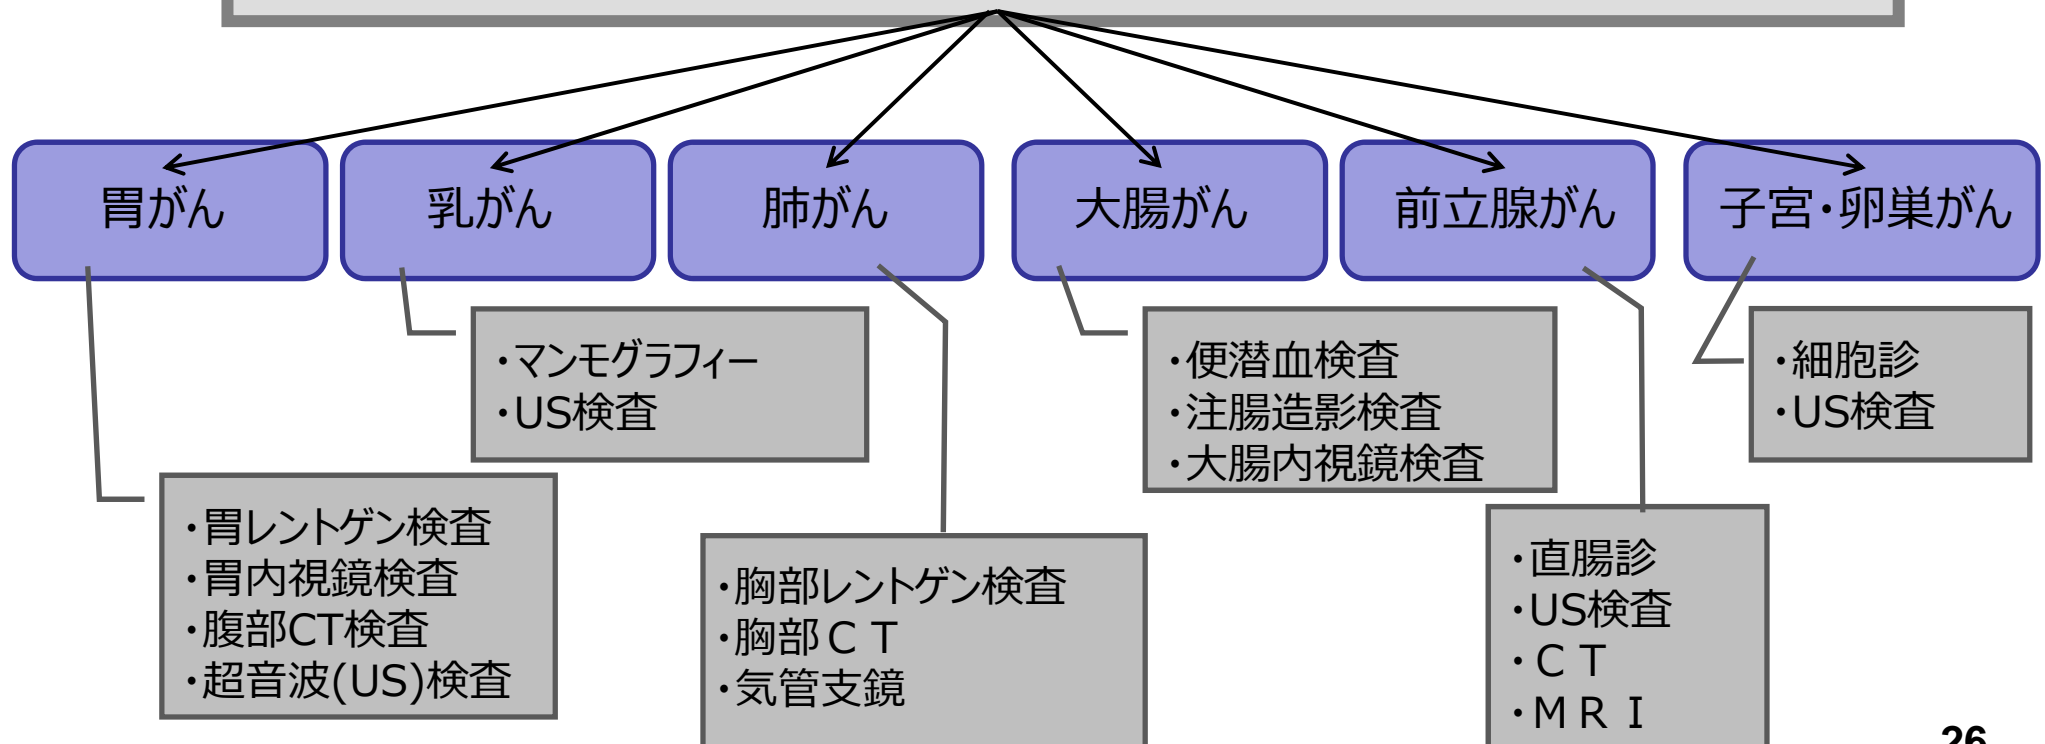 胃がん
乳がん
肺がん
大腸がん
前立腺がん
子宮・卵巣がん
・胃レントゲン検査
・胃内視鏡検査
・腹部CT検査
・超音波(US)検査
・マンモグラフィー
・US検査
・胸部レントゲン検査
・胸部ＣＴ
・気管支鏡
・便潜血検査
・注腸造影検査
・大腸内視鏡検査
・直腸診
・US検査
・ＣＴ
・ＭＲＩ
・細胞診
・US検査
26